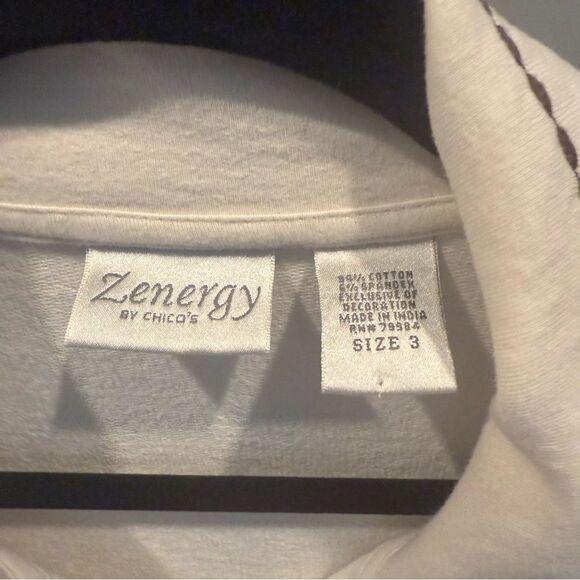 Zenergy
BY CHICO'S
94% COTTON
6% SPANDEX
EXCLUSIVE OF
DECORATION
MADE IN INDIA
RN# 79984
SIZE 3